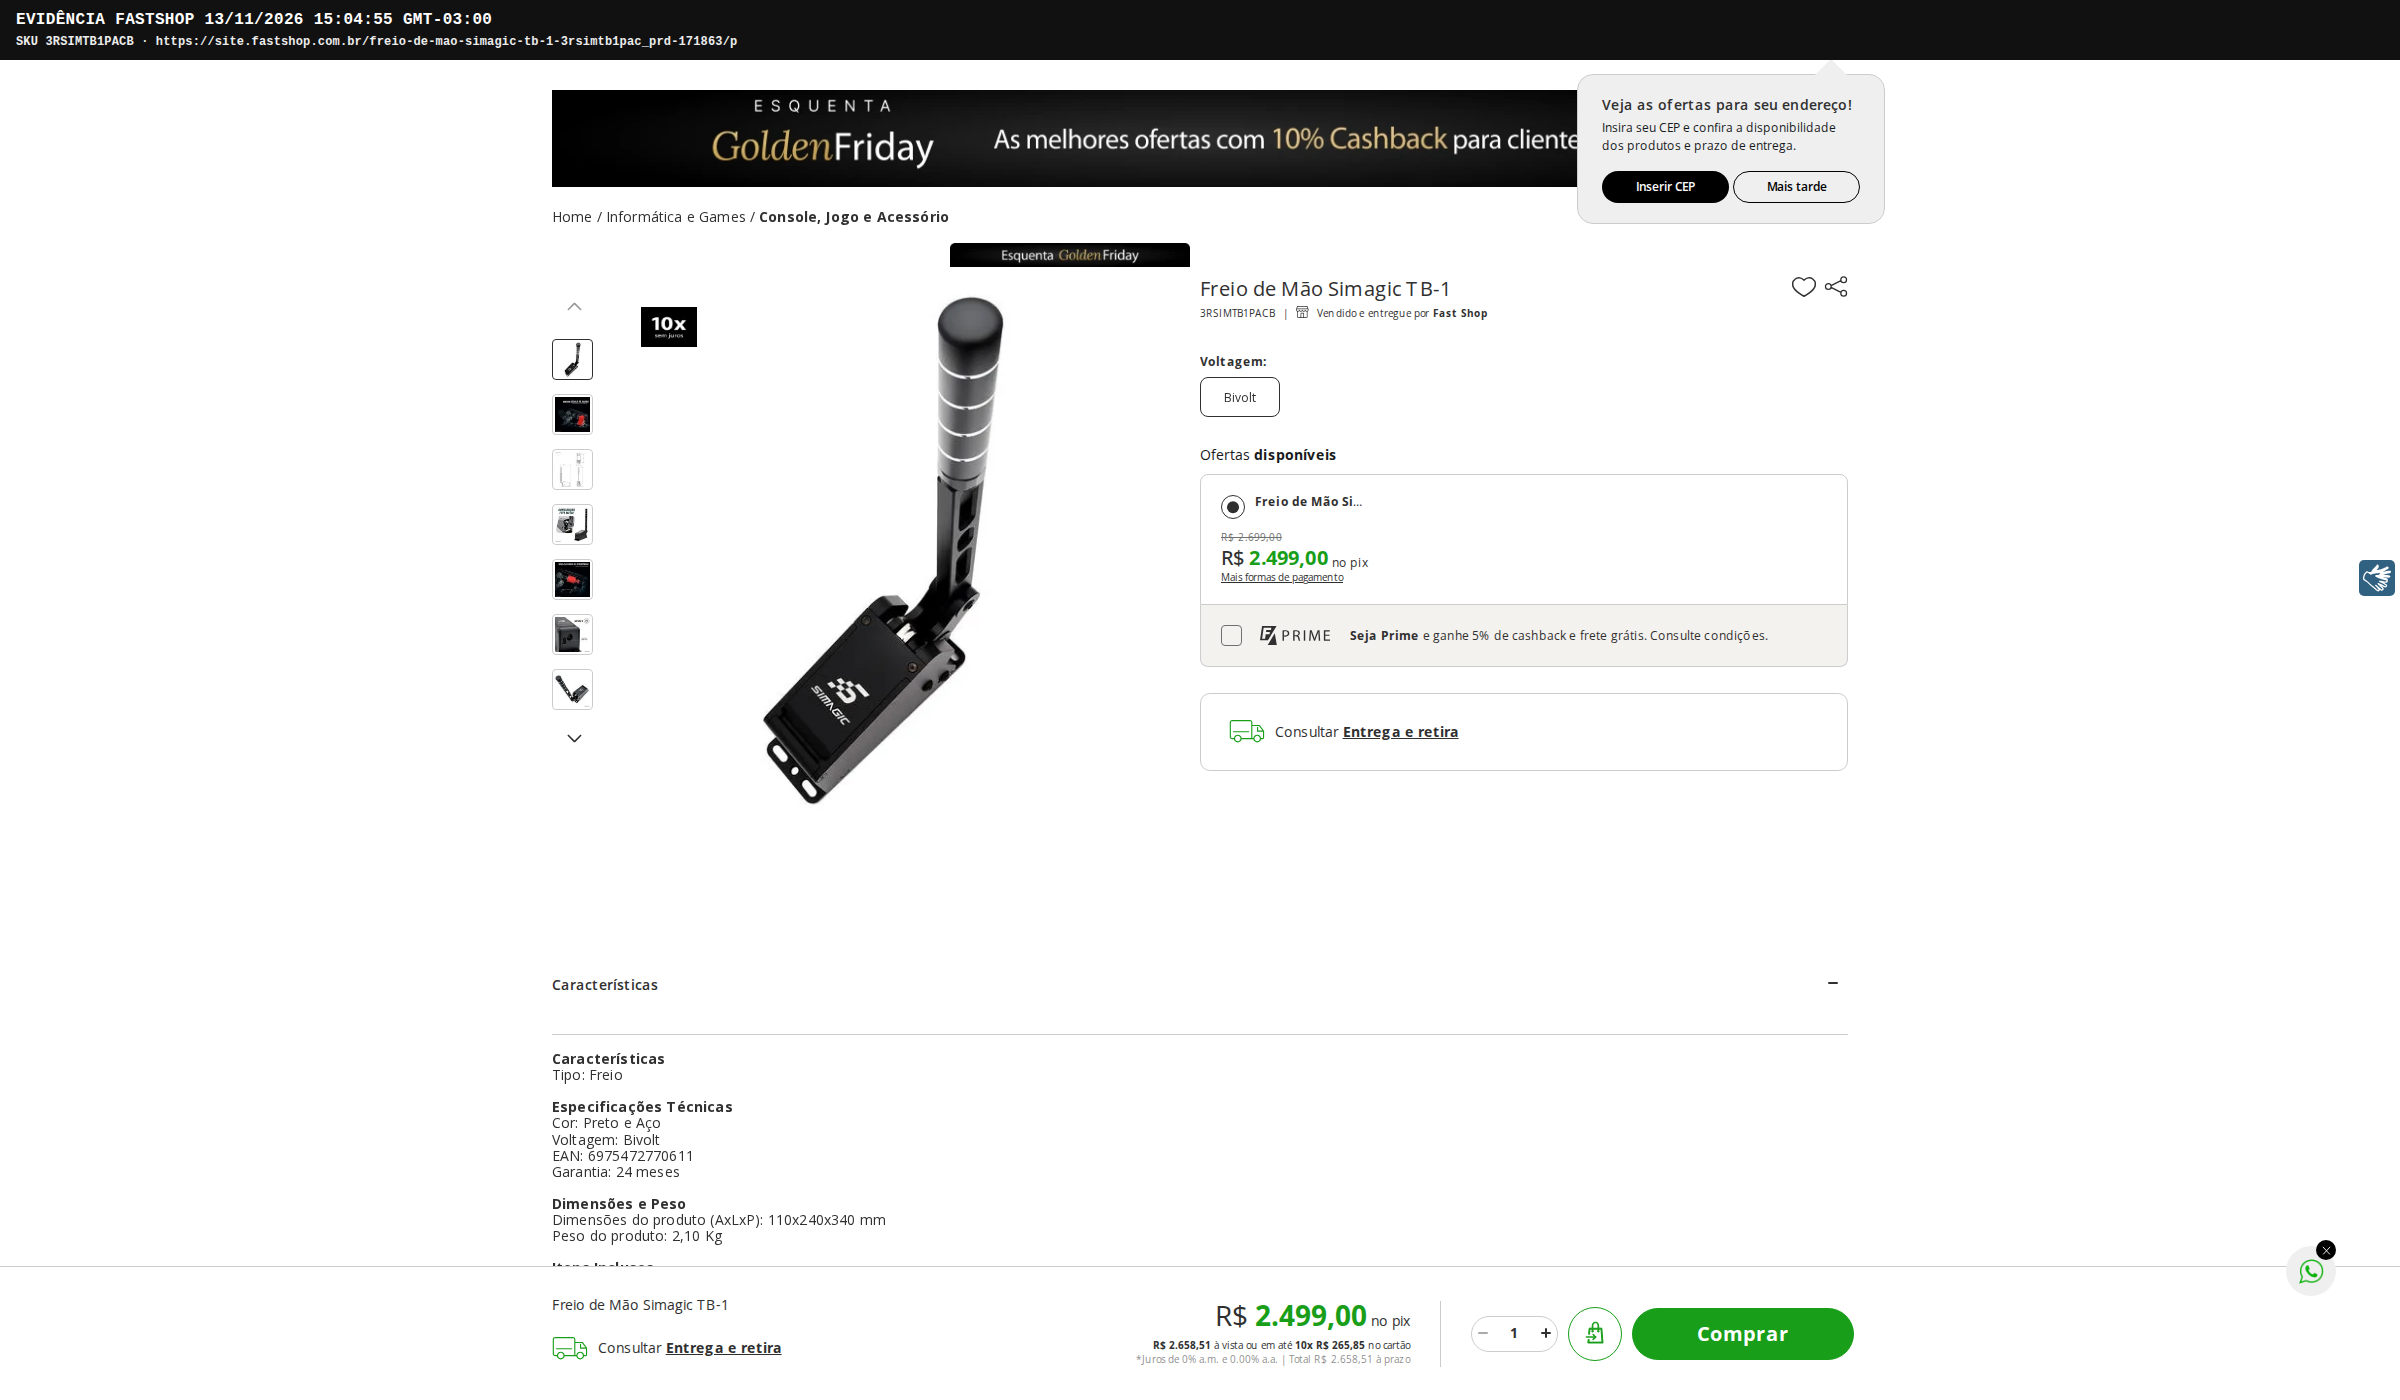 EVIDÊNCIA FASTSHOP 13/11/2026 15:04:55 GMT-03:00
SKU 3RSIMTB1PACB · https://site.fastshop.com.br/freio-de-mao-simagic-tb-1-3rsimtb1pac_prd-171863/p
ESQUENTA
GoldenFriday
As melhores ofertas com 10% Cashback para cliente
Veja as ofertas para seu endereço!
Insira seu CEP e confira a disponibilidade
dos produtos e prazo de entrega.
Inserir CEP
Mais tarde
Home / Informática e Games / Console, Jogo e Acessório
Esquenta GoldenFriday
10x
sem juros
SIMAGIC
Freio de Mão Simagic TB-1
3RSIMTB1PACB | Vendido e entregue por Fast Shop
Voltagem:
Bivolt
Ofertas disponíveis
Freio de Mão Si...
R$ 2.699,00
R$ 2.499,00 no pix
Mais formas de pagamento
PRIME Seja Prime e ganhe 5% de cashback e frete grátis. Consulte condições.
Consultar Entrega e retira
Características
Características
Tipo: Freio
Especificações Técnicas
Cor: Preto e Aço
Voltagem: Bivolt
EAN: 6975472770611
Garantia: 24 meses
Dimensões e Peso
Dimensões do produto (AxLxP): 110x240x340 mm
Peso do produto: 2,10 Kg
Itens Inclusos
Freio de Mão Simagic TB-1
Consultar Entrega e retira
R$ 2.499,00 no pix
R$ 2.658,51 à vista ou em até 10x R$ 265,85 no cartão
*Juros de 0% a.m. e 0.00% a.a. | Total R$ 2.658,51 à prazo
1
Comprar